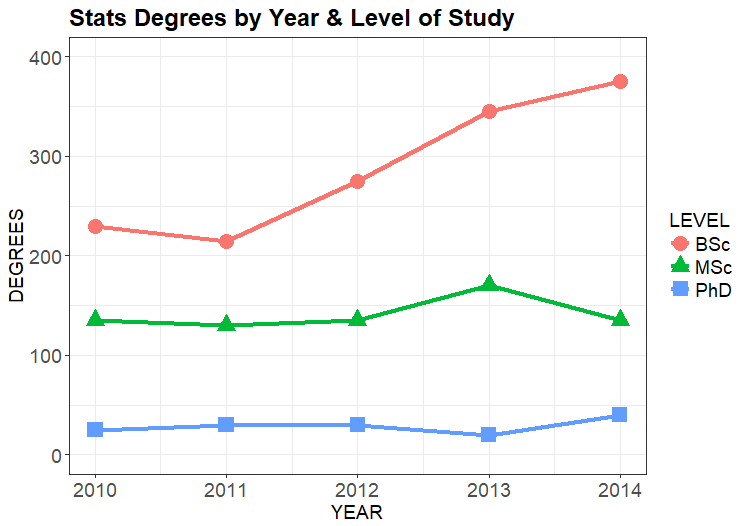 Stats Degrees by Year & Level of Study
400
300
200
100
0
DEGREES
2010 2011 2012 2013 2014
YEAR
LEVEL
BSc
MSc
PhD